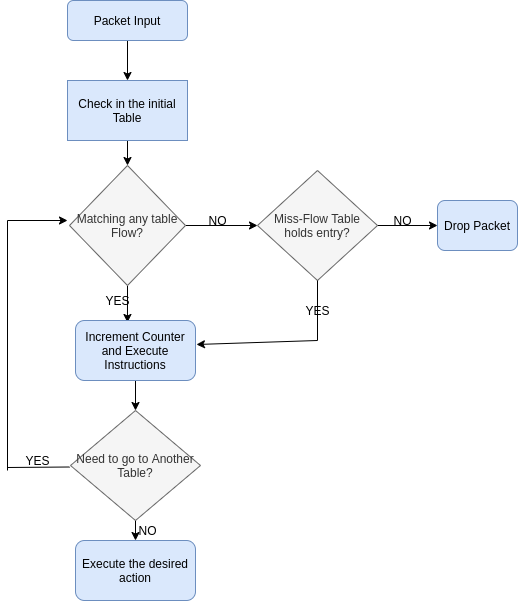 Packet Input
Check in the initial
Table
Matching any table
Flow?
NO
Miss-Flow Table
holds entry?
NO
Drop Packet
YES
YES
Increment Counter
and Execute
Instructions
Need to go to Another
Table?
YES
NO
Execute the desired
action